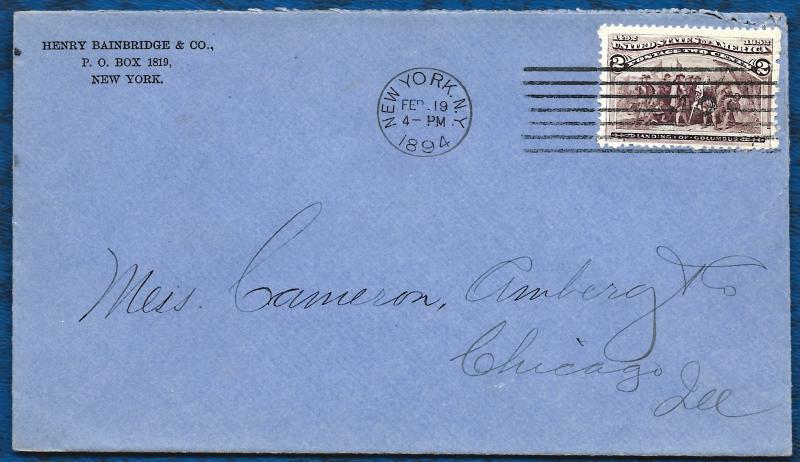 HENRY BAINBRIDGE & CO.,
P. O. BOX 1819,
NEW YORK.
NEW YORK, N.Y.
FEB 19
4 - PM
1894
1492 1892
UNITED STATES OF AMERICA
POSTAGE TWO CENTS
2 2
LANDING OF COLUMBUS
Mess. Cameron, Amberg & Co
Chicago
Ill